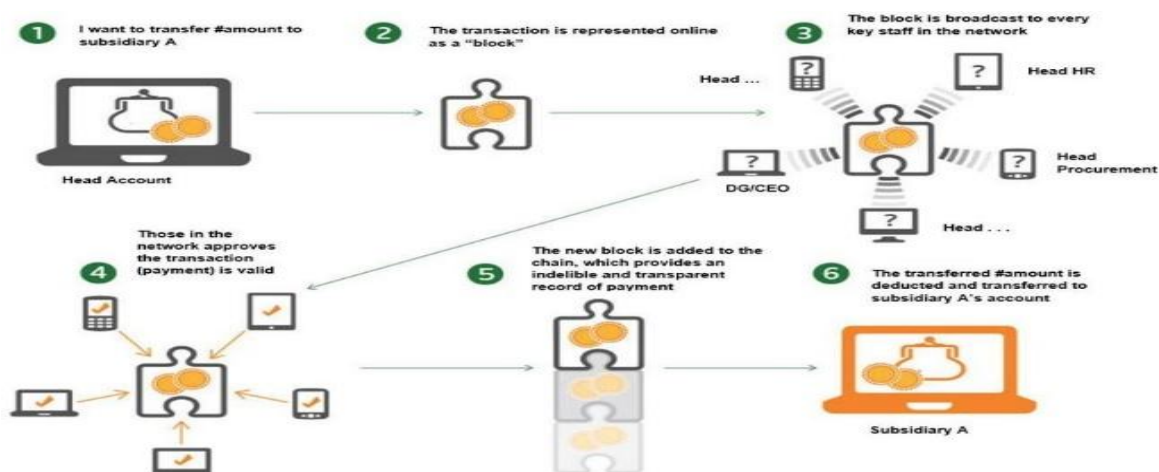 1
I want to transfer #amount to
subsidiary A
Head Account
2
The transaction is represented online
as a "block"
3
The block is broadcast to every
key staff in the network
Head ...
?
?
Head HR
?
DG/CEO
?
Head
Procurement
?
Head . . .
4
Those in the
network approves
the transaction
(payment) is valid
5
The new block is added to the
chain, which provides an
indelible and transparent
record of payment
6
The transferred #amount is
deducted and transferred to
subsidiary A's account
Subsidiary A